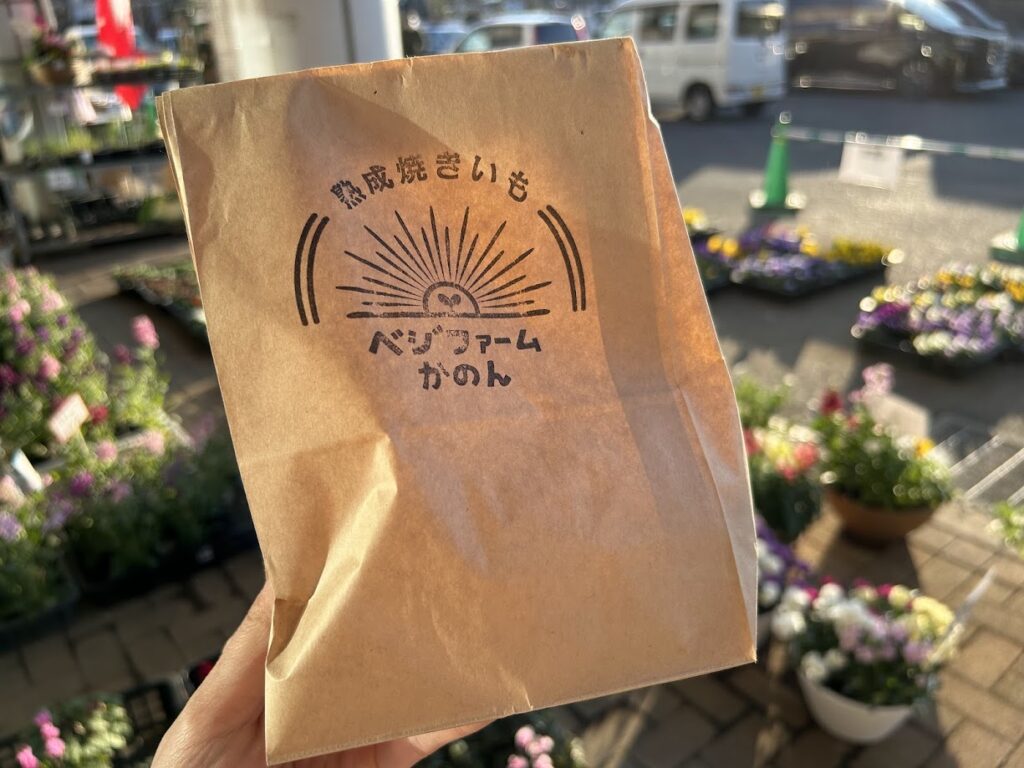 熟成焼きいも
ベジファーム
かのん